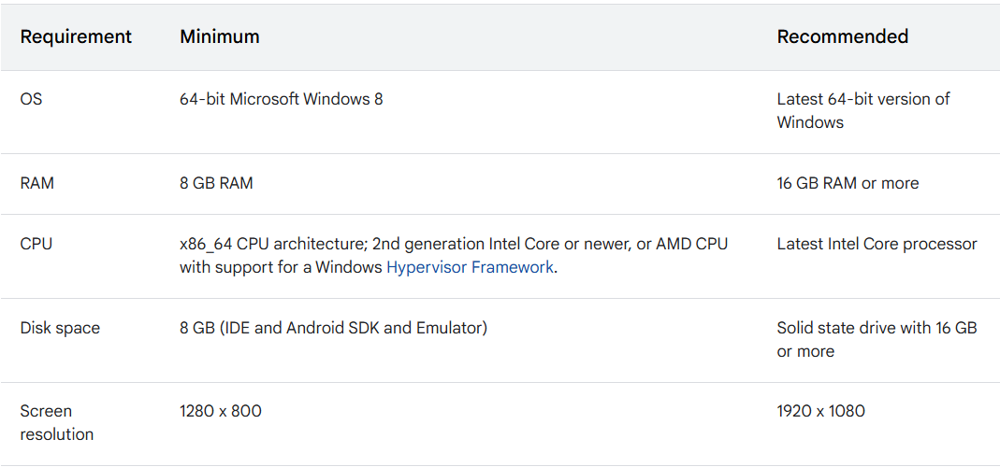 Requirement Minimum Recommended
OS 64-bit Microsoft Windows 8 Latest 64-bit version of
Windows
RAM 8 GB RAM 16 GB RAM or more
CPU x86_64 CPU architecture; 2nd generation Intel Core or newer, or AMD CPU Latest Intel Core processor
with support for a Windows Hypervisor Framework.
Disk space 8 GB (IDE and Android SDK and Emulator) Solid state drive with 16 GB
or more
Screen 1280 x 800 1920 x 1080
resolution